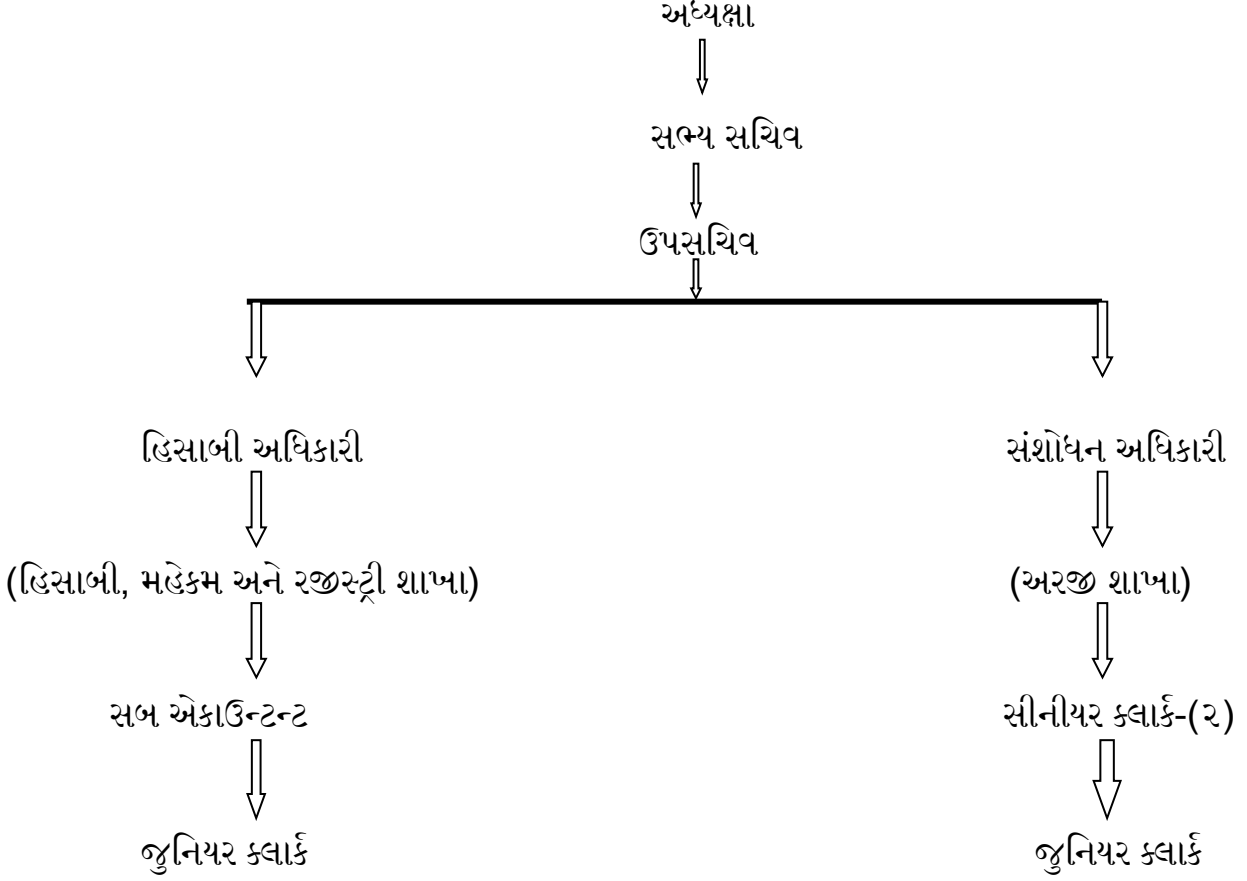 અધ્યક્ષા
સભ્ય સચિવ
ઉપસચિવ
હિસાબી અધિકારી
સંશોધન અધિકારી
(હિસાબી, મહેકમ અને રજીસ્ટ્રી શાખા)
(અરજી શાખા)
સબ એકાઉન્ટન્ટ
સીનીયર ક્લાર્ક-(૨)
જુનિયર ક્લાર્ક
જુનિયર ક્લાર્ક